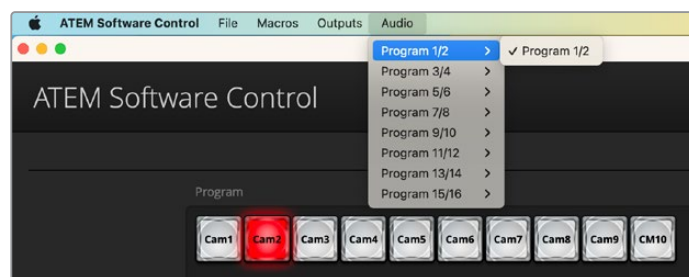 ATEM Software Control File Macros Outputs Audio
Program 1/2 > ✓ Program 1/2
Program 3/4 >
Program 5/6 >
Program 7/8 >
Program 9/10 >
Program 11/12 >
Program 13/14 >
Program 15/16 >
ATEM Software Control
Program
Cam1 Cam2 Cam3 Cam4 Cam5 Cam6 Cam7 Cam8 Cam9 CM10